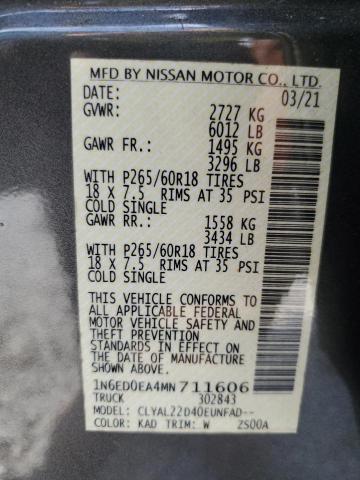 MFD BY NISSAN MOTOR CO., LTD.
DATE: 03/21
GVWR: 2727 KG
6012 LB
GAWR FR.: 1495 KG
3296 LB
WITH P265/60R18 TIRES
18 X 7.5 RIMS AT 35 PSI
COLD SINGLE
GAWR RR.: 1558 KG
3434 LB
WITH P265/60R18 TIRES
18 X 7.5 RIMS AT 35 PSI
COLD SINGLE
THIS VEHICLE CONFORMS TO
ALL APPLICABLE FEDERAL
MOTOR VEHICLE SAFETY AND
THEFT PREVENTION
STANDARDS IN EFFECT ON
THE DATE OF MANUFACTURE
SHOWN ABOVE.
1N6ED0EA4MN711606
TRUCK 302843
MODEL: CLYAL22D40EUNFAD--
COLOR: KAD TRIM: W 2S00A